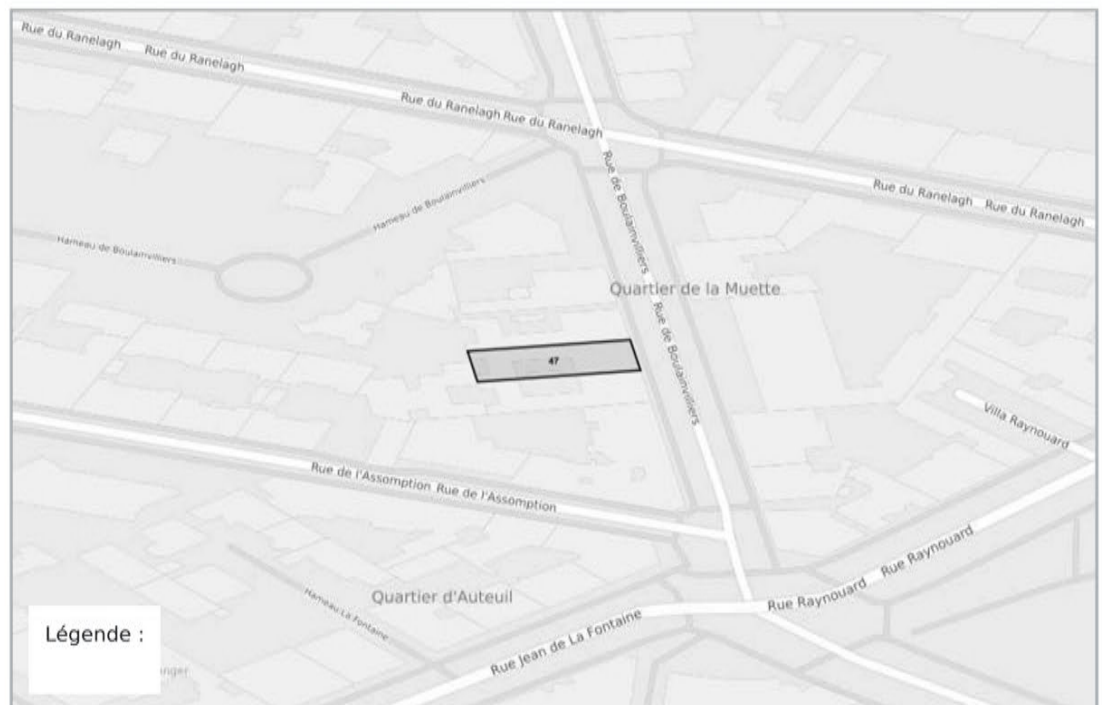 Rue du Ranelagh
Rue du Ranelagh
Rue du Ranelagh
Rue du Ranelagh
Rue de Boulainvilliers
Rue du Ranelagh
Rue du Ranelagh
Hameau de Boulainvilliers
Hameau de Boulainvilliers
Quartier de la Muette
Rue de Boulainvilliers
47
Villa Raynouard
Rue de l'Assomption
Rue de l'Assomption
Rue Raynouard
Rue Raynouard
Quartier d'Auteuil
Hameau La Fontaine
Rue Jean de La Fontaine
Légende :